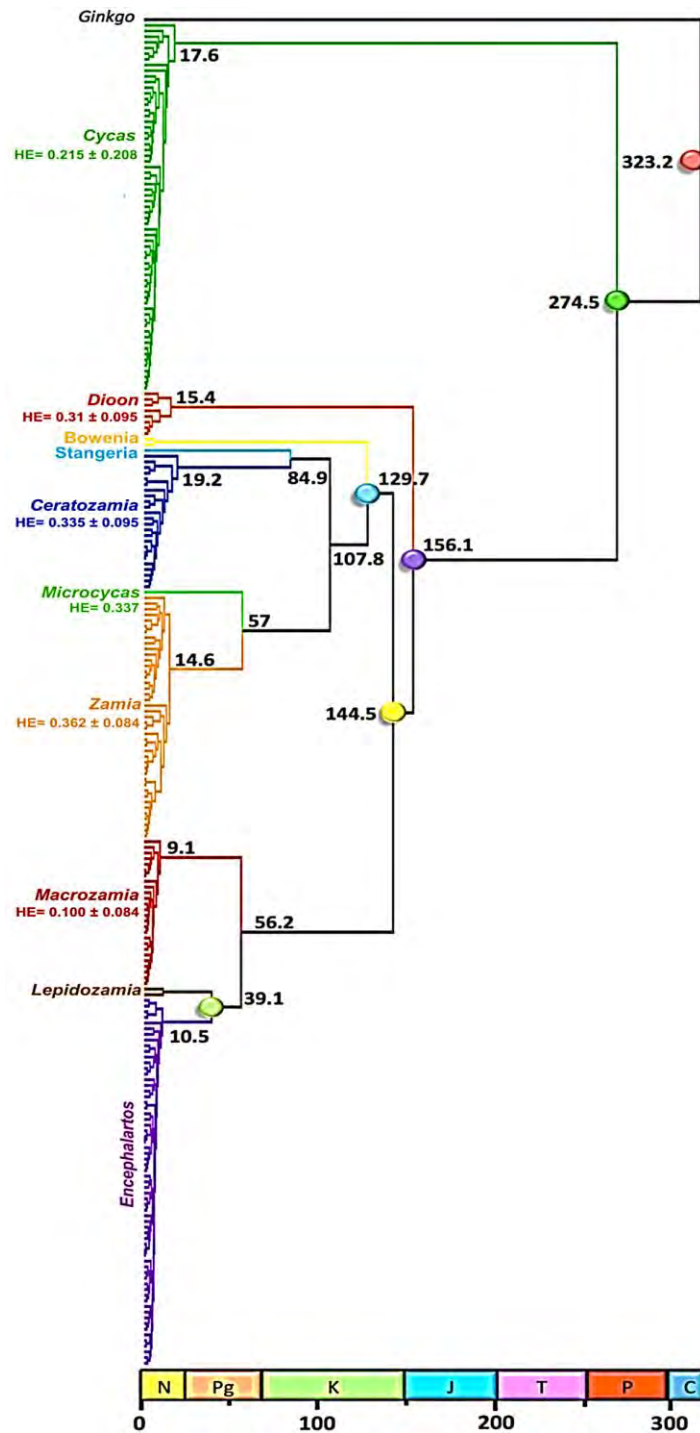 Ginkgo
17.6
Cycas
HE= 0.215 ± 0.208
323.2
274.5
Dioon
15.4
HE= 0.31 ± 0.095
Bowenia
Stangeria
129.7
19.2
84.9
Ceratozamia
HE= 0.335 ± 0.095
156.1
107.8
Microcycas
HE= 0.337
57
14.6
Zamia
HE= 0.362 ± 0.084
144.5
9.1
Macrozamia
HE= 0.100 ± 0.084
56.2
Lepidozamia
39.1
10.5
Encephalartos
N Pg K J T P C
0 100 200 300